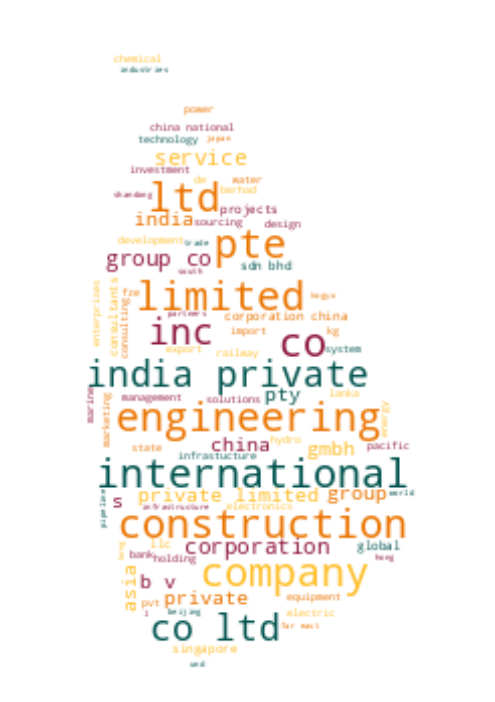 chemical
industries
power
china national
technology japan
service
investment
de water
shandong berhad
ltd
projects
india sourcing design
pte
development trade
group co
sdn bhd
south
enterprises
consultants
consulting
fze
limited
tokyo
partners
corporation china
inc
import kg
co
system
export railway
india private
marine
marketing
management solutions pty lanka
engineering
energy
china hydro pacific
state gmbh
infrastucture
international
pipeline
s private limited group world
infrastructure electronics
construction
hong
llc corporation global
bank holding hong
asia
b v company
pvt private equipment
i beijing electric
co ltd far east
singapore
und